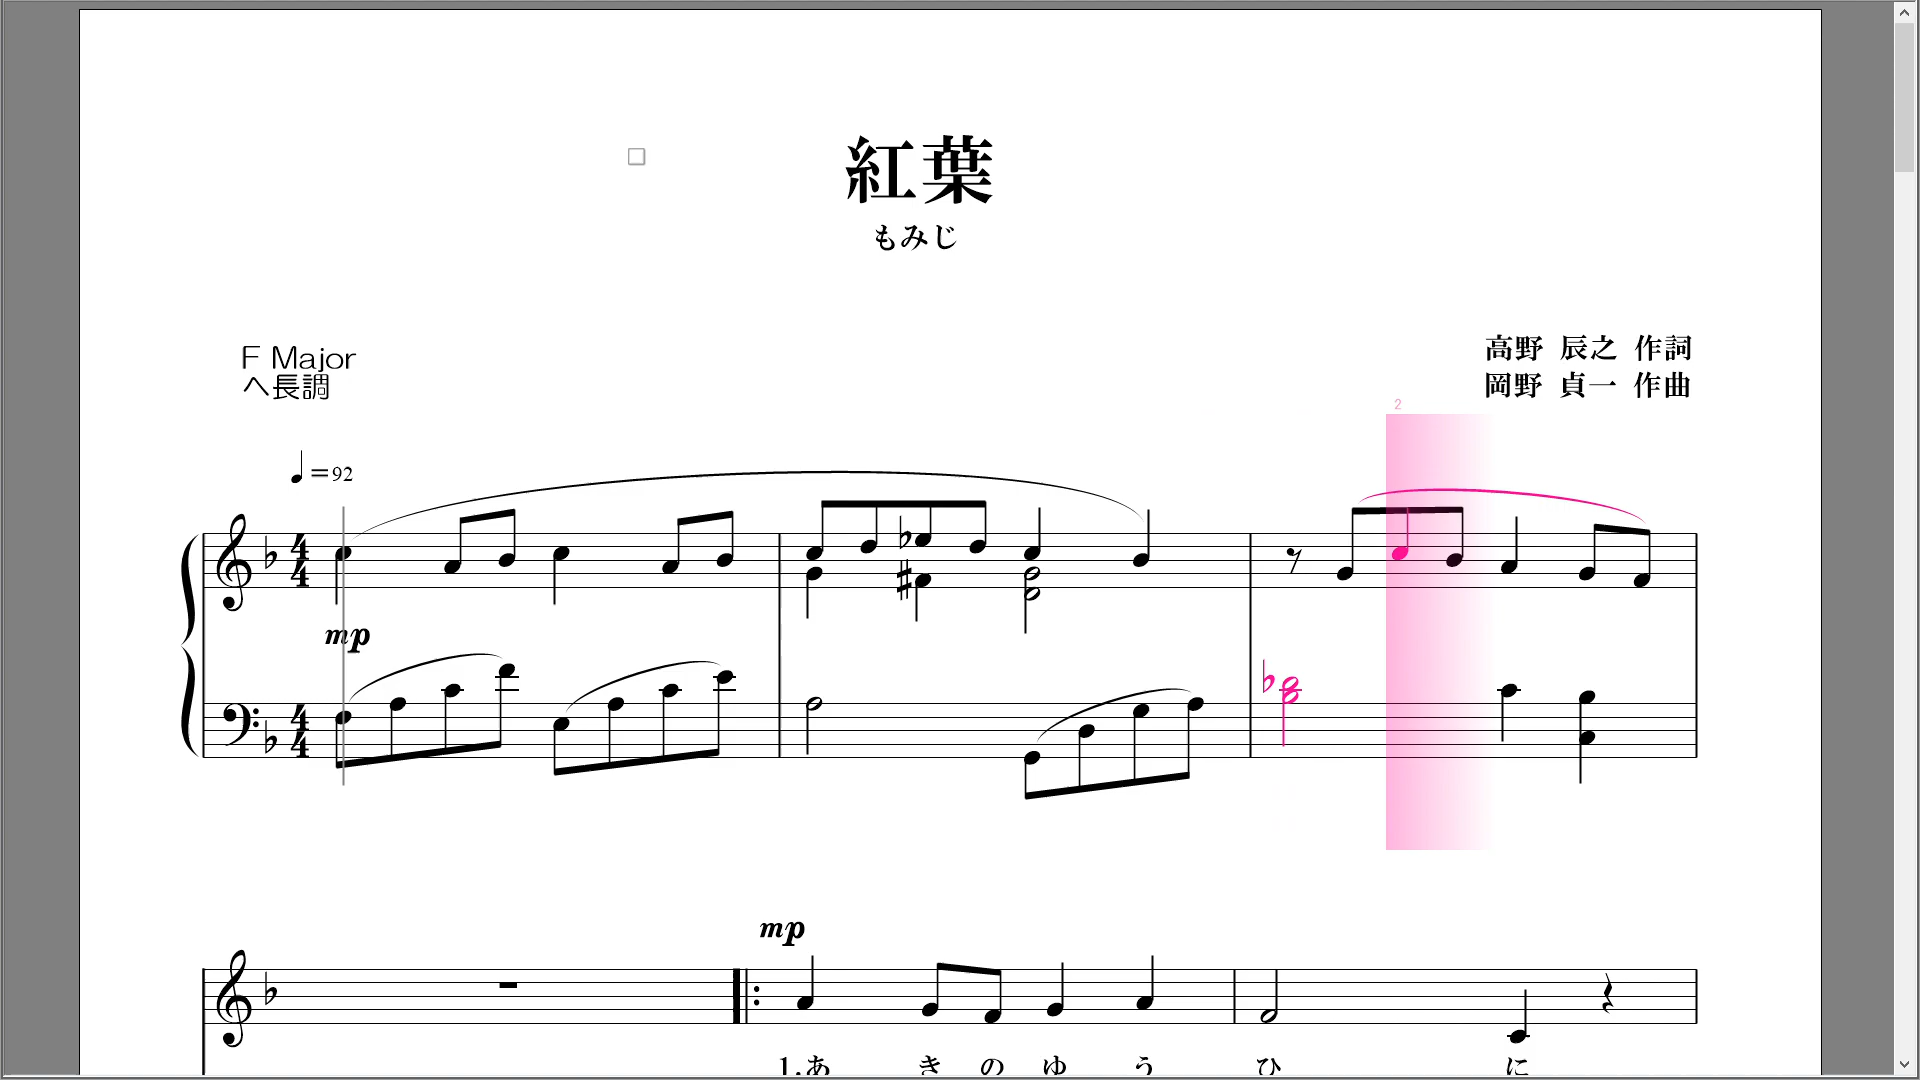 紅葉
もみじ
F Major
ヘ長調
高野 辰之 作詞
岡野 貞一 作曲
2
=92
mp
mp
1.あ き の ゆ う ひ に